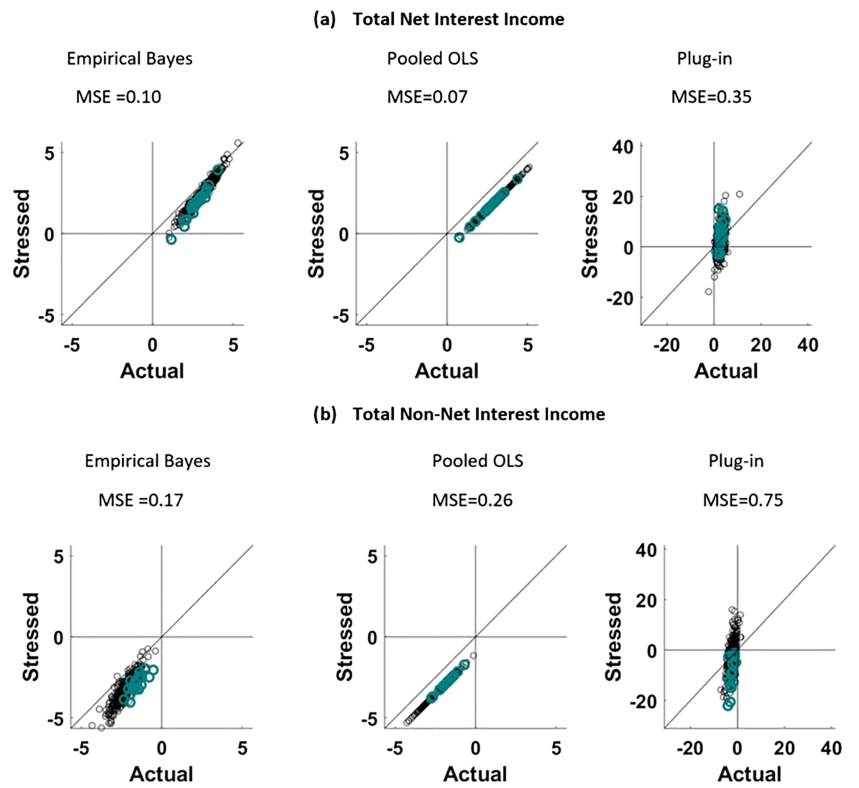 (a) Total Net Interest Income
Empirical Bayes Pooled OLS Plug-in
MSE =0.10 MSE=0.07 MSE=0.35
5 5 40
20
0 0 0
-5 -5 -20
Stressed Stressed Stressed
-5 0 5 -5 0 5 -20 0 20 40
Actual Actual Actual
(b) Total Non-Net Interest Income
Empirical Bayes Pooled OLS Plug-in
MSE =0.17 MSE=0.26 MSE=0.75
5 5 40
20
0 0 0
-5 -5 -20
Stressed Stressed Stressed
-5 0 5 -5 0 5 -20 0 20 40
Actual Actual Actual